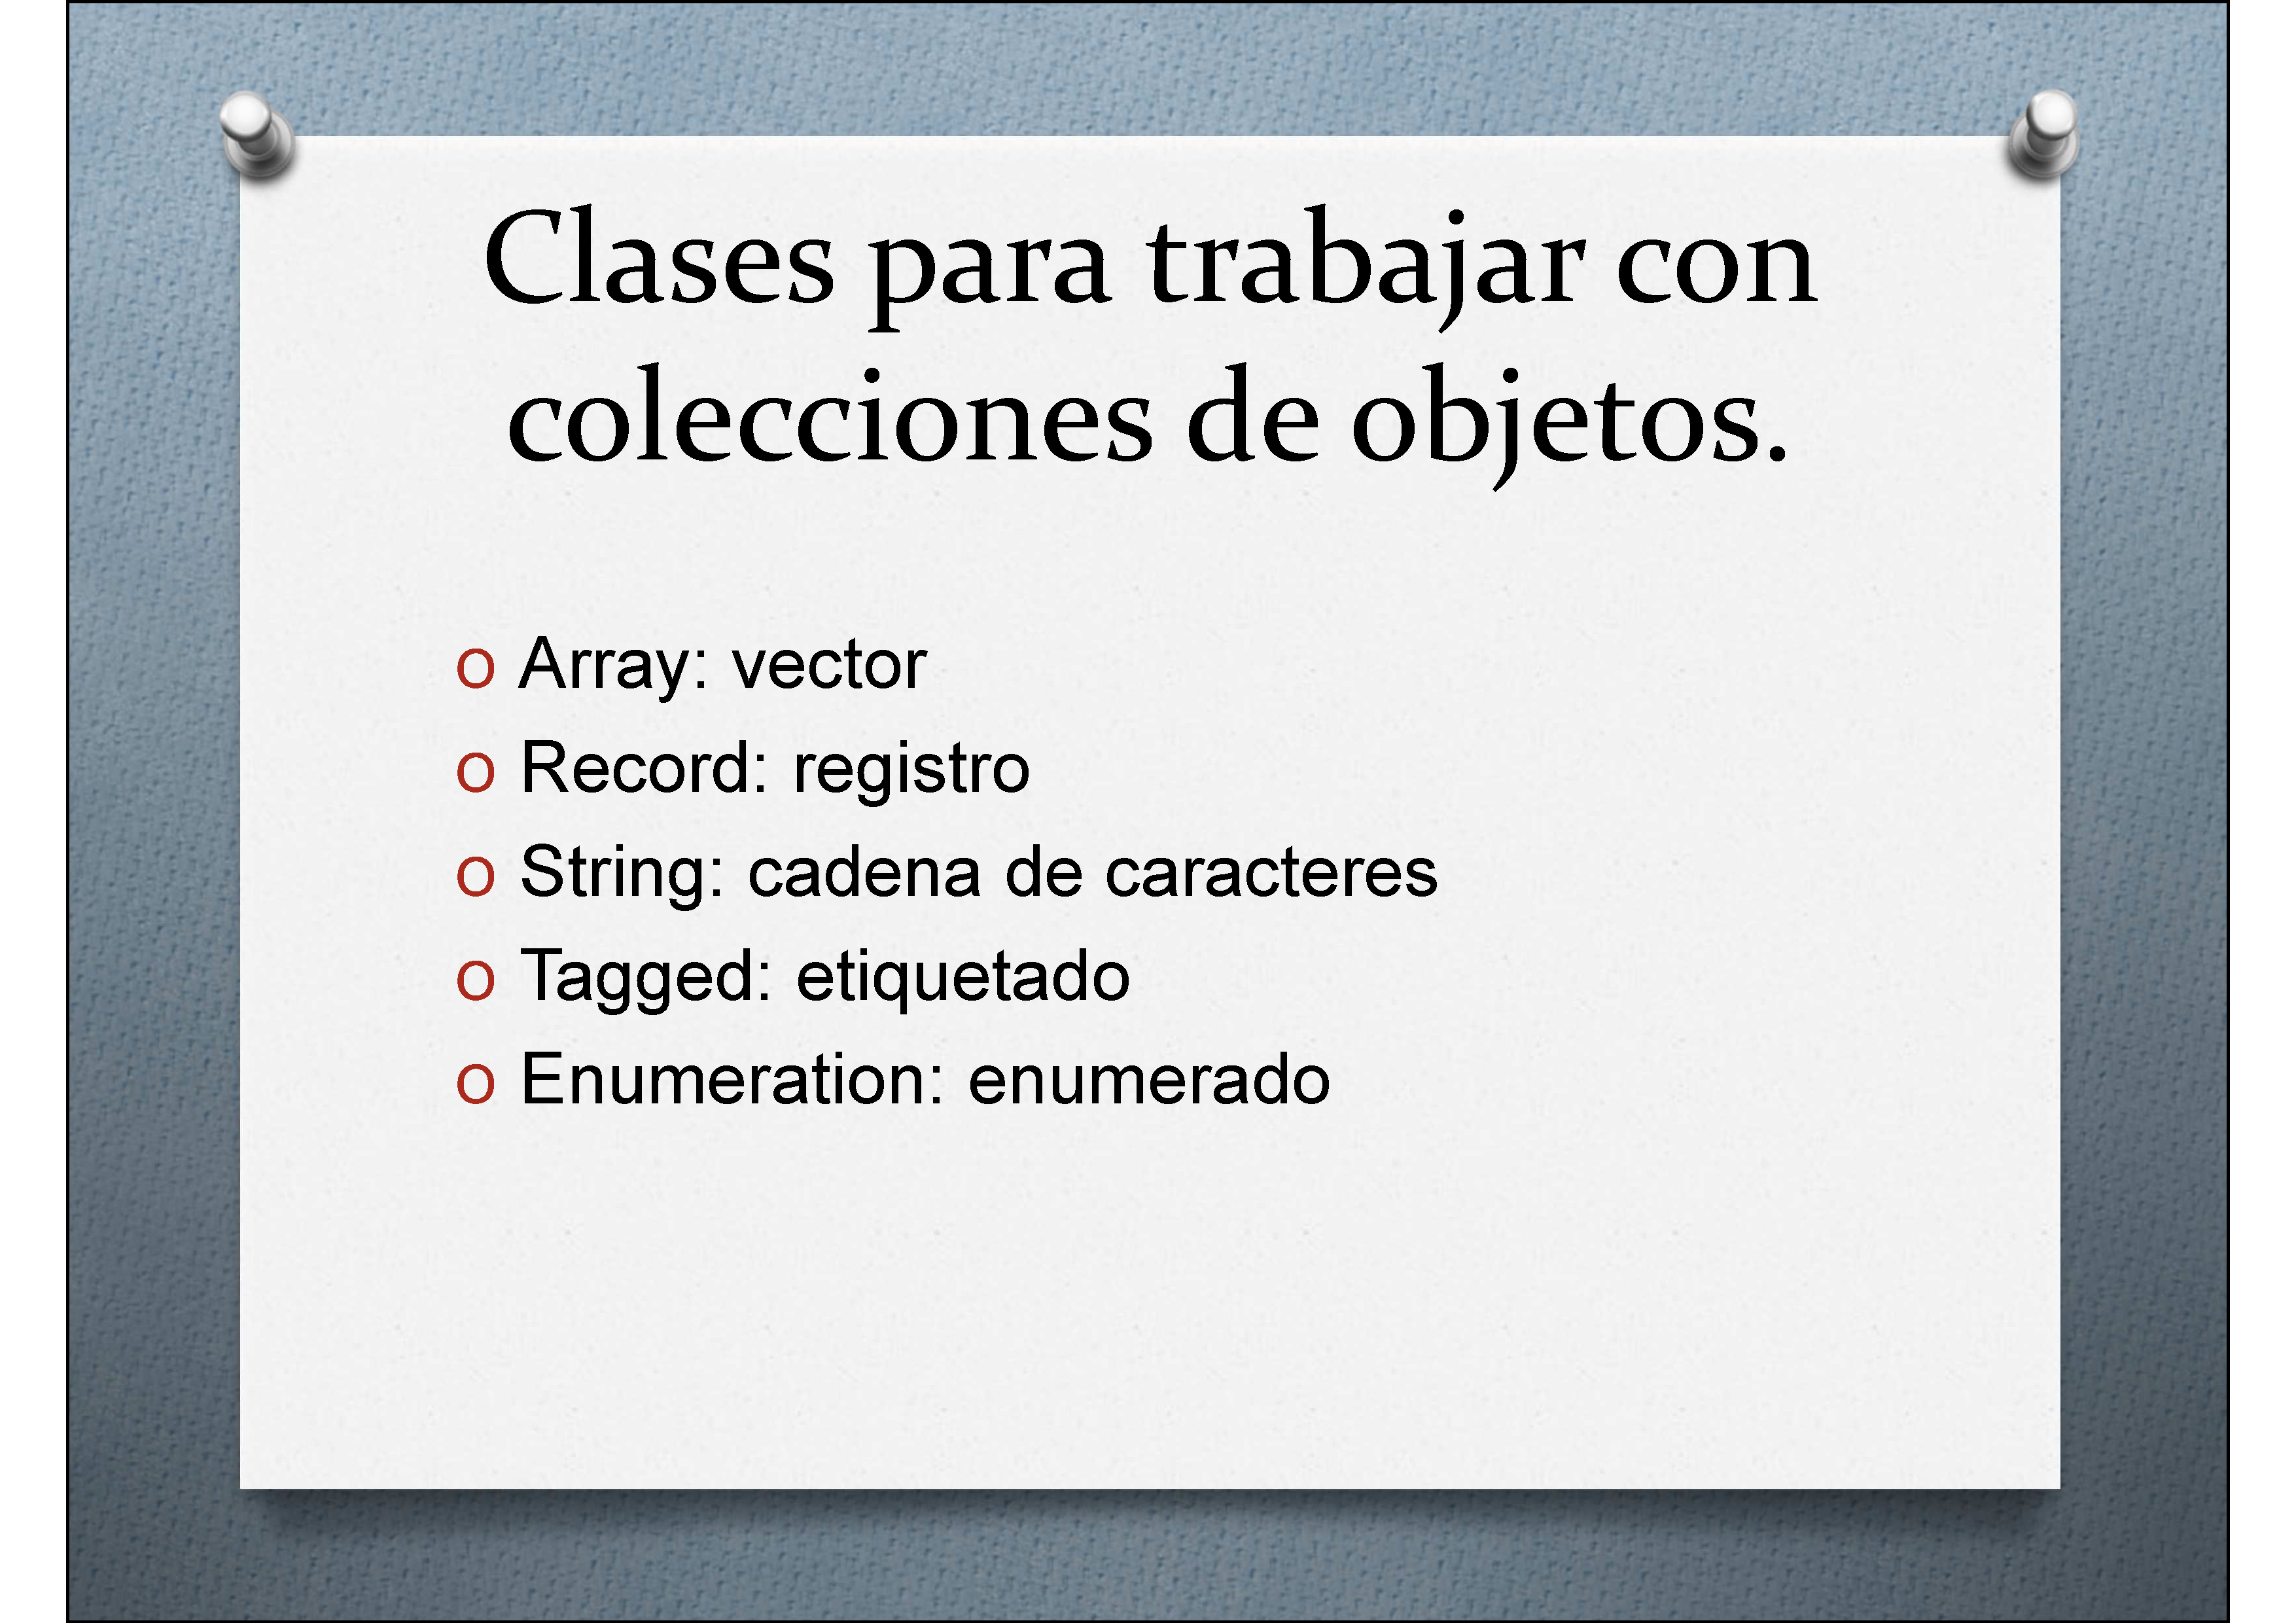 Clases para trabajar con
colecciones de objetos.
O Array: vector
O Record: registro
O String: cadena de caracteres
O Tagged: etiquetado
O Enumeration: enumerado